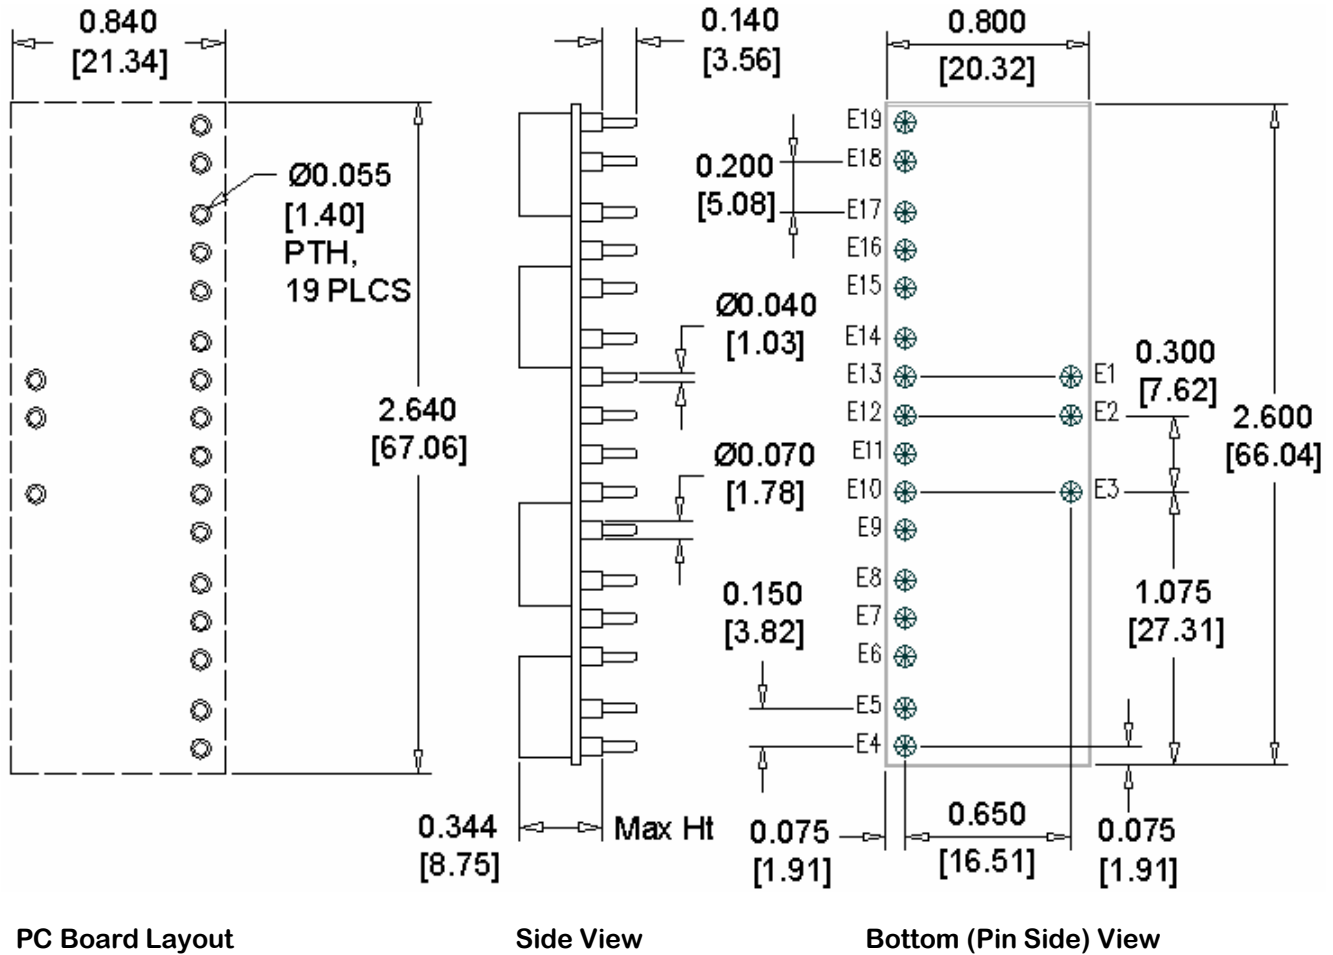 0.840
[21.34]
0.140
[3.56]
0.800
[20.32]
Ø0.055
[1.40]
PTH,
19 PLCS
2.640
[67.06]
0.200
[5.08]
Ø0.040
[1.03]
Ø0.070
[1.78]
0.150
[3.82]
0.344
[8.75]
Max Ht
E19
E18
E17
E16
E15
E14
E13
E12
E11
E10
E9
E8
E7
E6
E5
E4
E1
E2
E3
0.300
[7.62]
2.600
[66.04]
1.075
[27.31]
0.075
[1.91]
0.650
[16.51]
0.075
[1.91]
PC Board Layout
Side View
Bottom (Pin Side) View